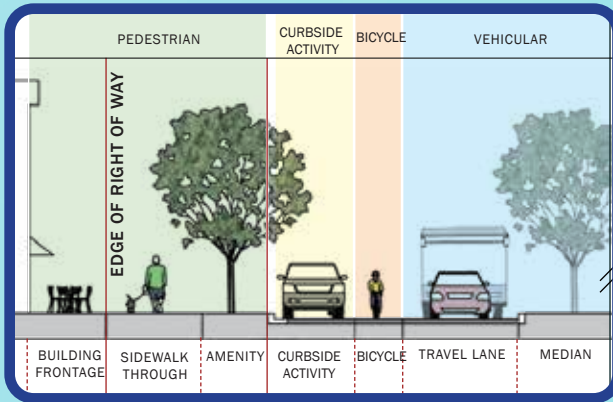 PEDESTRIAN
CURBSIDE
ACTIVITY
BICYCLE
VEHICULAR
EDGE OF RIGHT OF WAY
BUILDING
FRONTAGE
SIDEWALK
THROUGH
AMENITY
CURBSIDE
ACTIVITY
BICYCLE
TRAVEL LANE
MEDIAN